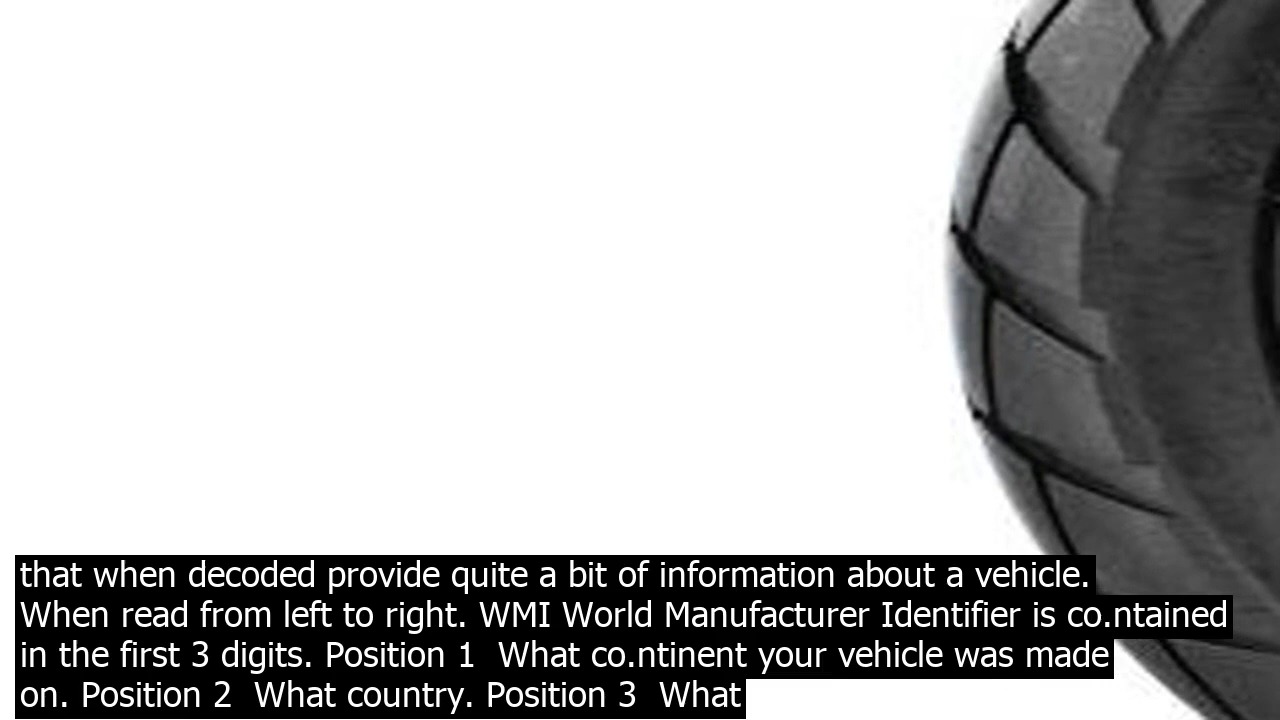 that when decoded provide quite a bit of information about a vehicle.
When read from left to right. WMI World Manufacturer Identifier is co.ntained
in the first 3 digits. Position 1  What co.ntinent your vehicle was made
on. Position 2  What country. Position 3  What